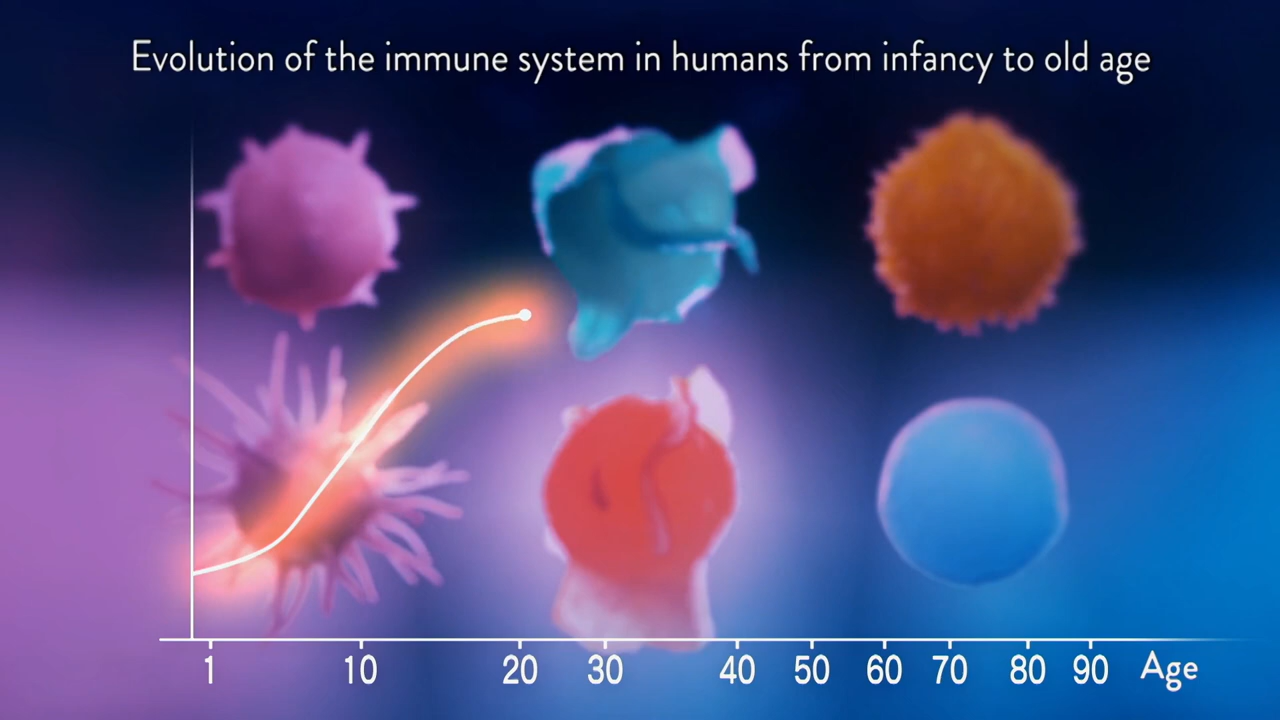 Evolution of the immune system in humans from infancy to old age
1 10 20 30 40 50 60 70 80 90 Age